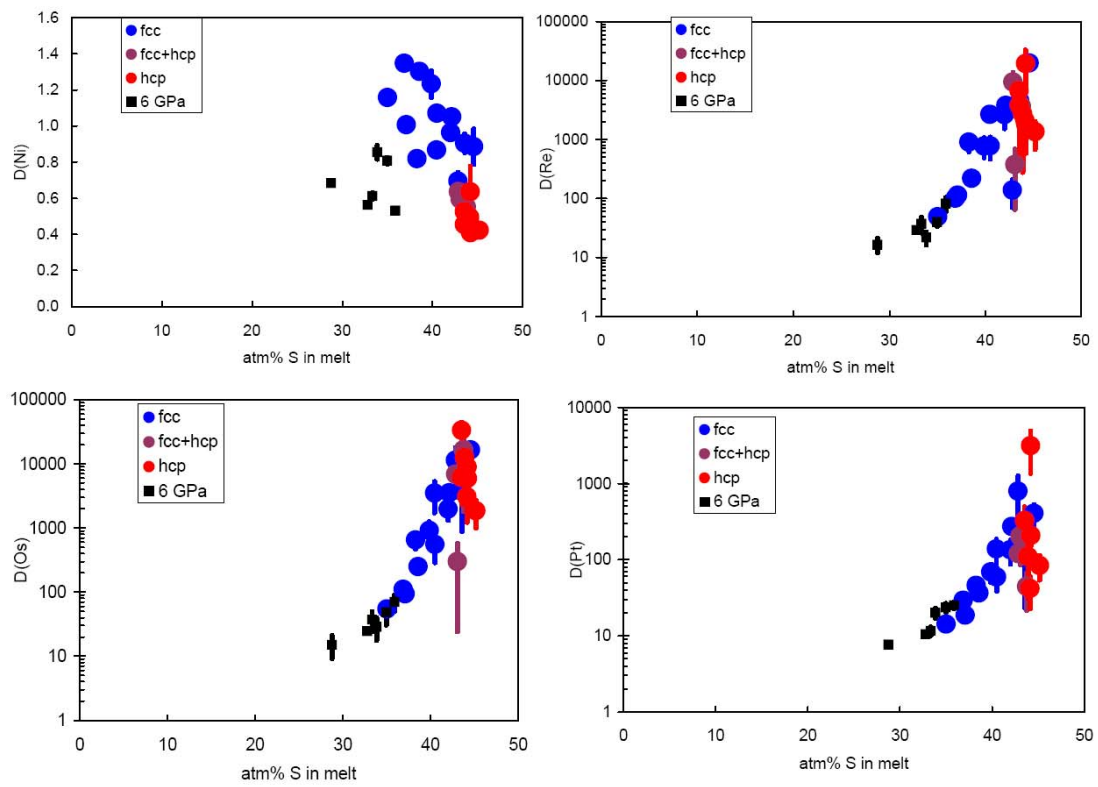 1.6
1.4
1.2
1.0
0.8
0.6
0.4
0.2
0.0
D(Ni)
fcc
fcc+hcp
hcp
6 GPa
0 10 20 30 40 50
atm% S in melt
100000
10000
1000
100
10
1
D(Re)
fcc
fcc+hcp
hcp
6 GPa
0 10 20 30 40 50
atm% S in melt
100000
10000
1000
100
10
1
D(Os)
fcc
fcc+hcp
hcp
6 GPa
0 10 20 30 40 50
atm% S in melt
10000
1000
100
10
1
D(Pt)
fcc
fcc+hcp
hcp
6 GPa
0 10 20 30 40 50
atm% S in melt